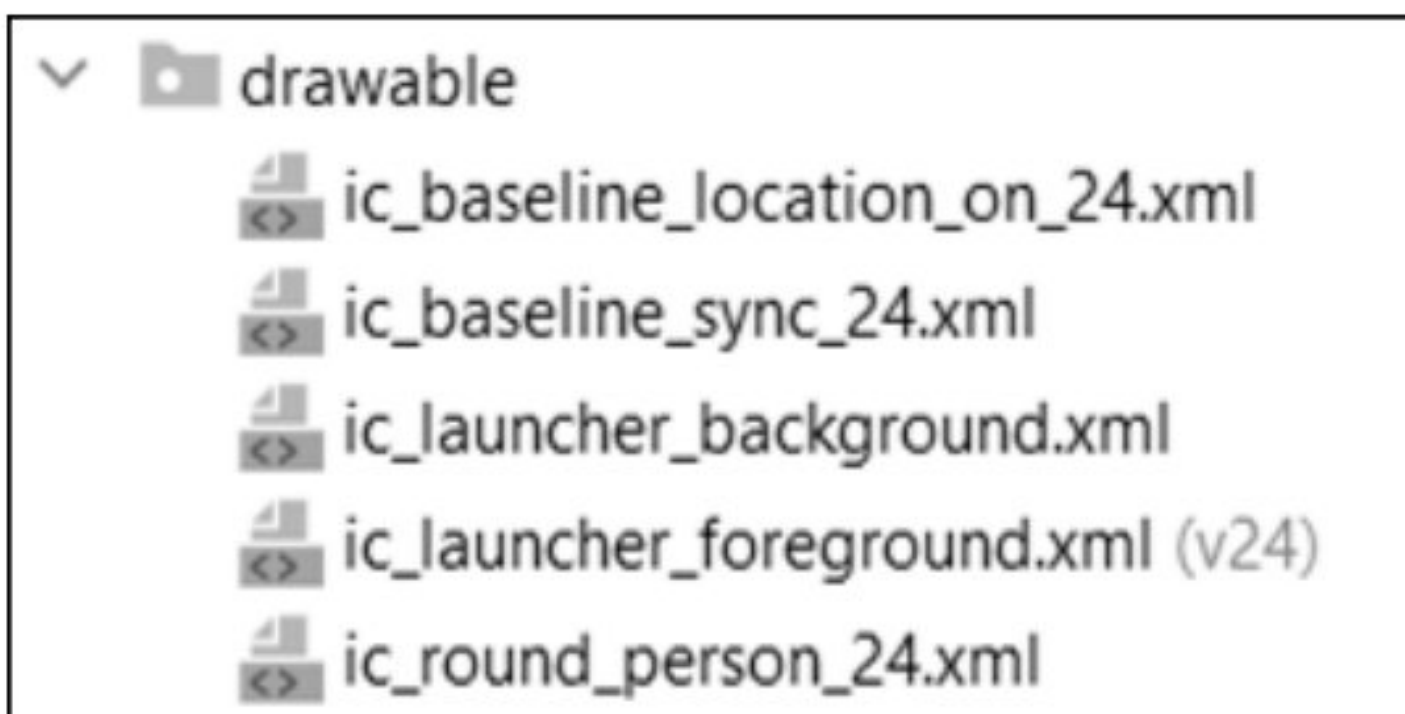 drawable
ic_baseline_location_on_24.xml
ic_baseline_sync_24.xml
ic_launcher_background.xml
ic_launcher_foreground.xml (v24)
ic_round_person_24.xml